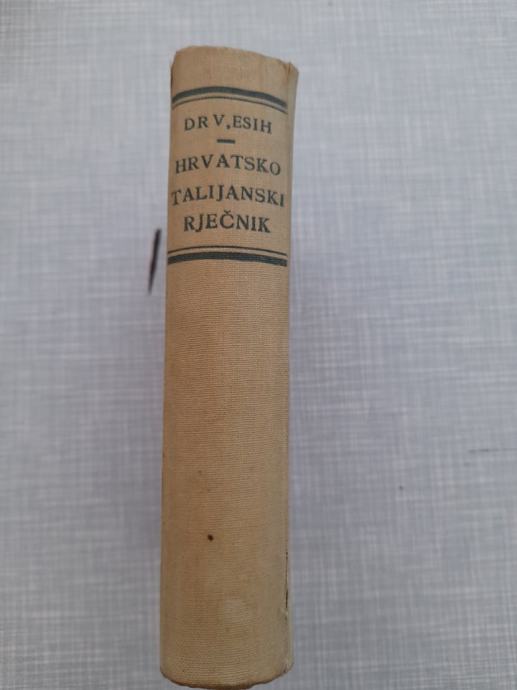 DR V. ESIH
HRVATSKO
TALIJANSKI
RJEČNIK